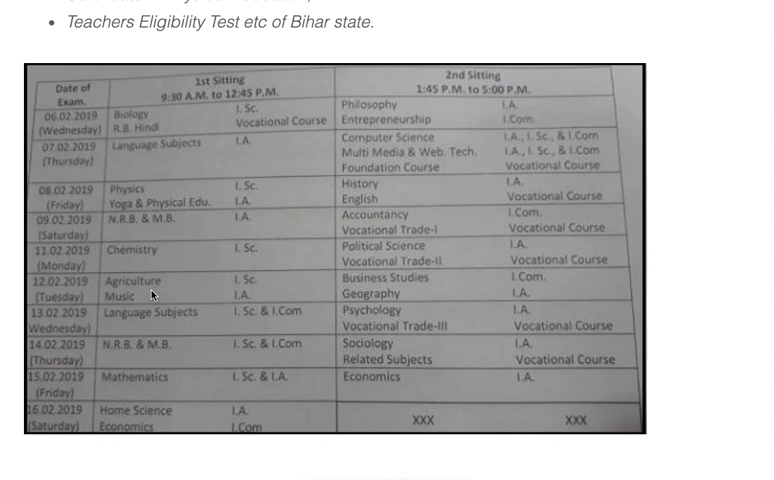 Teachers Eligibility Test etc of Bihar state.
Date of Exam. 1st Sitting 9:30 A.M. to 12:45 P.M. 2nd Sitting 1:45 P.M. to 5:00 P.M.
06.02.2019 Biology I. Sc. Philosophy I.A.
(Wednesday) R.B. Hindi Vocational Course Entrepreneurship I.Com.
07.02.2019 Language Subjects I.A. Computer Science I.A., I. Sc., & I.Com
(Thursday) Multi Media & Web. Tech. I.A., I. Sc., & I.Com
Foundation Course Vocational Course
08.02.2019 Physics I. Sc. History I.A.
(Friday) Yoga & Physical Edu. I.A. English Vocational Course
09.02.2019 N.R.B. & M.B. I.A. Accountancy I.Com.
(Saturday) Vocational Trade-I Vocational Course
11.02.2019 Chemistry I. Sc. Political Science I.A.
(Monday) Vocational Trade-II Vocational Course
12.02.2019 Agriculture I. Sc. Business Studies I.Com.
(Tuesday) Music I.A. Geography I.A.
13.02.2019 Language Subjects I. Sc. & I.Com Psychology I.A.
Wednesday) Vocational Trade-III Vocational Course
14.02.2019 N.R.B. & M.B. I. Sc. & I.Com Sociology I.A.
(Thursday) Related Subjects Vocational Course
15.02.2019 Mathematics I. Sc. & I.A. Economics I.A.
(Friday)
16.02.2019 Home Science I.A. XXX XXX
(Saturday) Economics I.Com